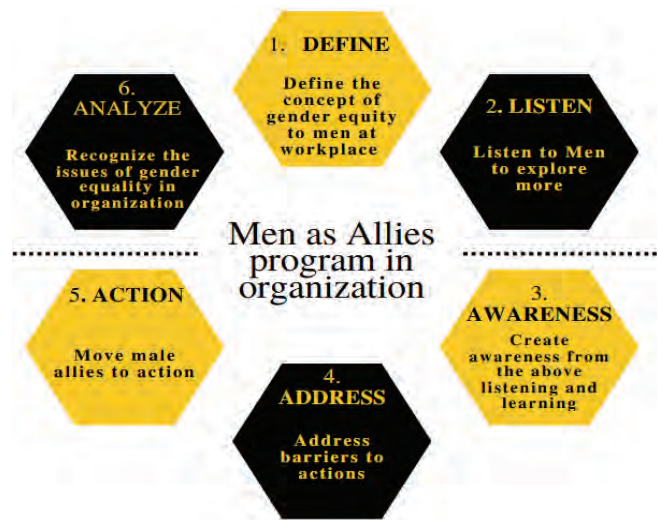 1. DEFINE
Define the
concept of
gender equity
to men at
workplace
2. LISTEN
Listen to Men
to explore
more
3.
AWARENESS
Create
awareness from
the above
listening and
learning
4.
ADDRESS
Address
barriers to
actions
5. ACTION
Move male
allies to action
6.
ANALYZE
Recognize the
issues of gender
equality in
organization
Men as Allies
program in
organization